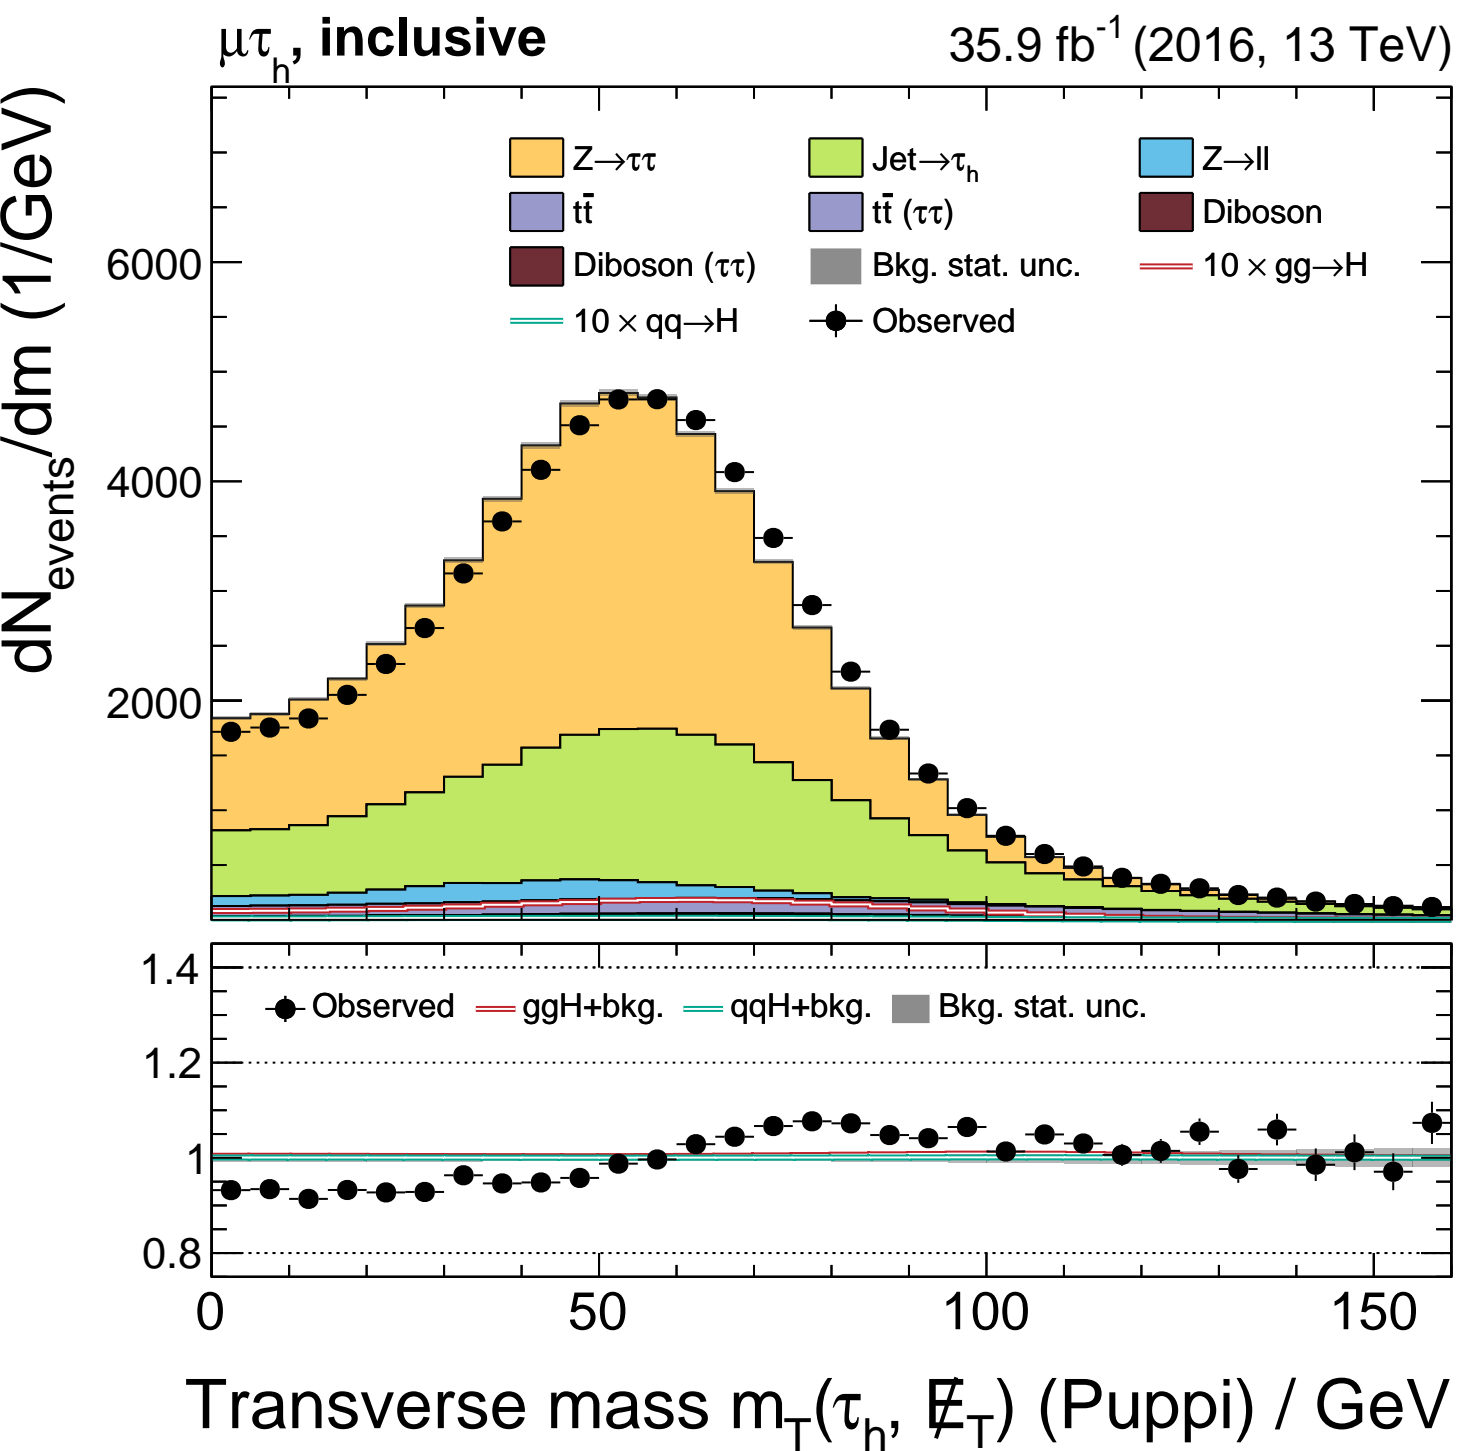 μτh, inclusive 35.9 fb-1 (2016, 13 TeV)
dNevents/dm (1/GeV)
Z→ττ Jet→τh Z→ll
tt̄ tt̄ (ττ) Diboson
Diboson (ττ) Bkg. stat. unc. 10 × gg→H
10 × qq→H Observed
6000
4000
2000
1.4
Observed ggH+bkg. qqH+bkg. Bkg. stat. unc.
1.2
1
0.8
0 50 100 150
Transverse mass mT(τh, E̸T) (Puppi) / GeV